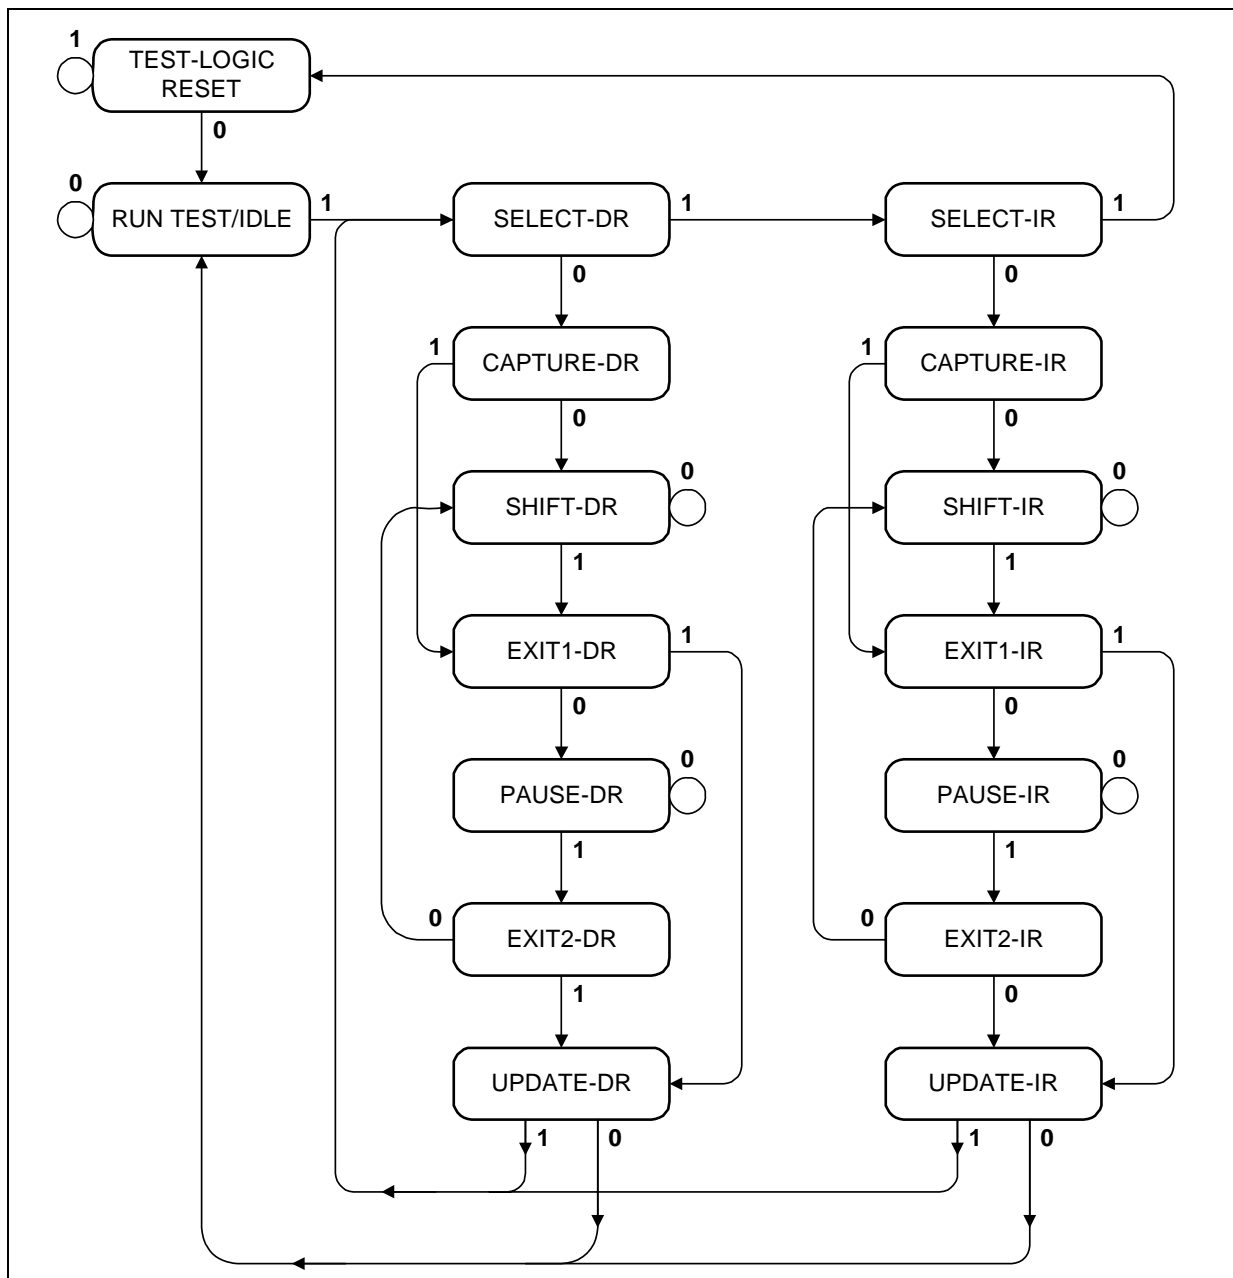 1
TEST-LOGIC
RESET
0
0
RUN TEST/IDLE
1
SELECT-DR
1
SELECT-IR
1
0
0
1
CAPTURE-DR
1
CAPTURE-IR
0
0
SHIFT-DR
0
SHIFT-IR
0
1
1
EXIT1-DR
1
EXIT1-IR
1
0
0
PAUSE-DR
0
PAUSE-IR
0
1
1
0
EXIT2-DR
0
EXIT2-IR
1
0
UPDATE-DR
UPDATE-IR
1
0
1
0